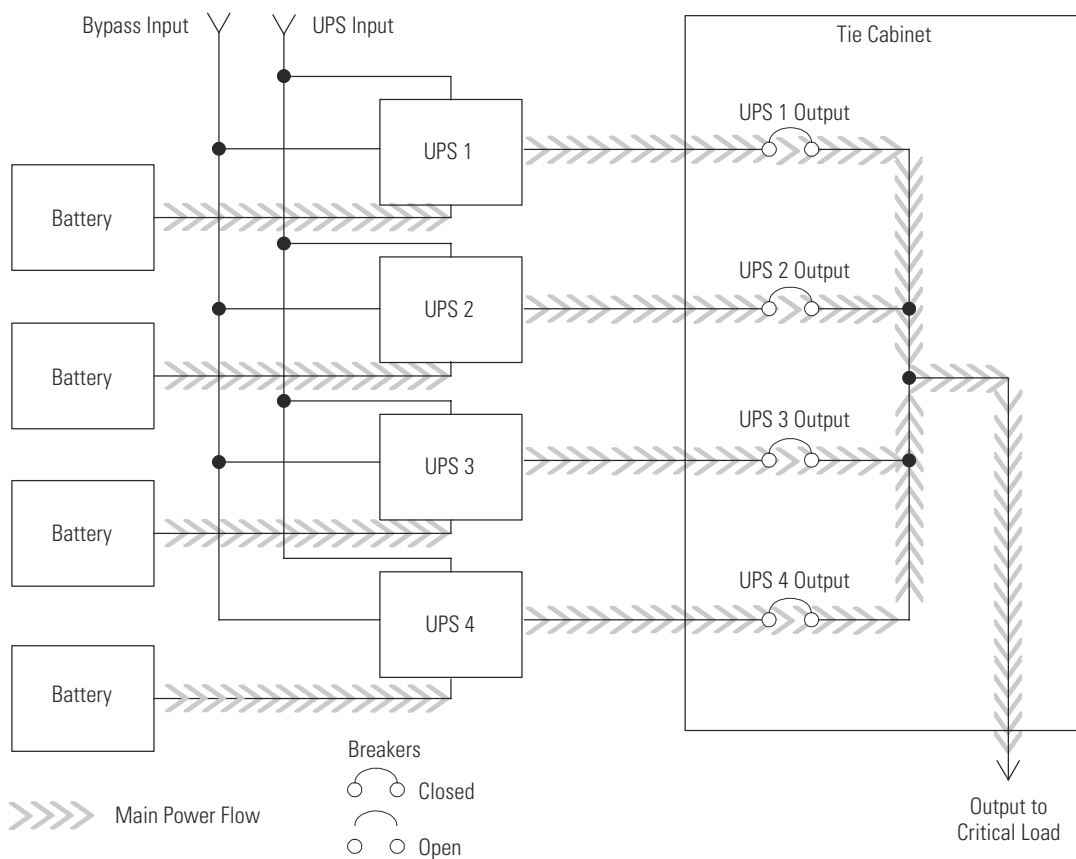 Bypass Input
UPS Input
Tie Cabinet
UPS 1 Output
UPS 1
Battery
UPS 2 Output
UPS 2
Battery
UPS 3 Output
UPS 3
Battery
UPS 4 Output
UPS 4
Battery
Breakers
Closed
Main Power Flow
Open
Output to
Critical Load